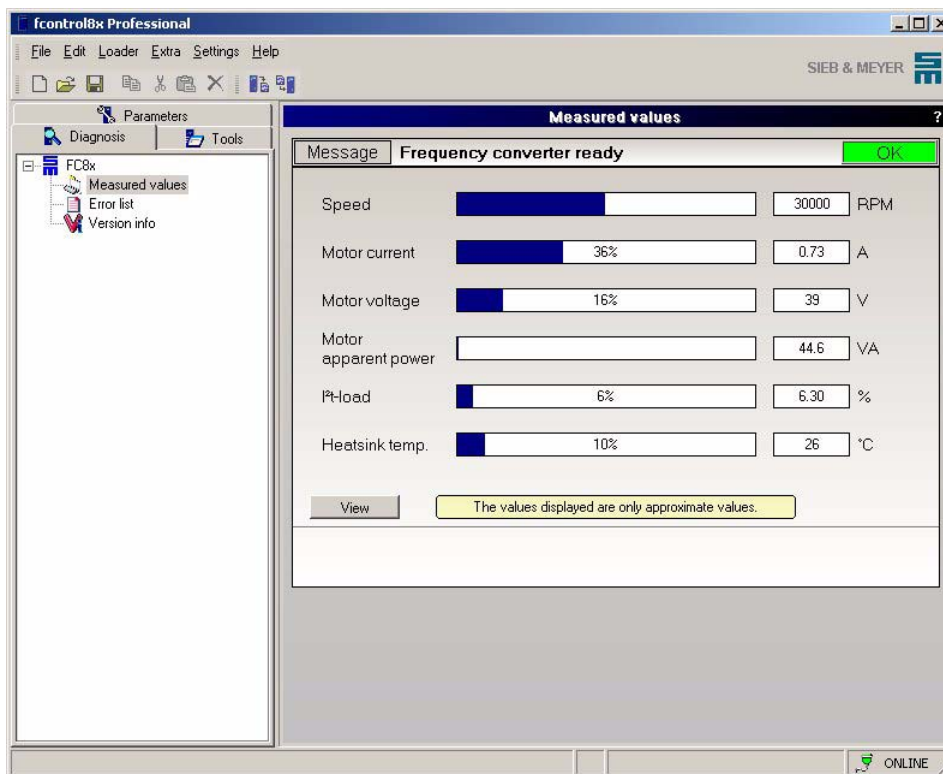 fcontrol8x Professional
File Edit Loader Extra Settings Help
SIEB & MEYER
Parameters
Diagnosis Tools
FC8x
Measured values
Error list
Version info
Measured values ?
Message Frequency converter ready OK
Speed 30000 RPM
Motor current 36% 0.73 A
Motor voltage 16% 39 V
Motor
apparent power 44.6 VA
I²t-load 6% 6.30 %
Heatsink temp. 10% 26 °C
View The values displayed are only approximate values.
ONLINE